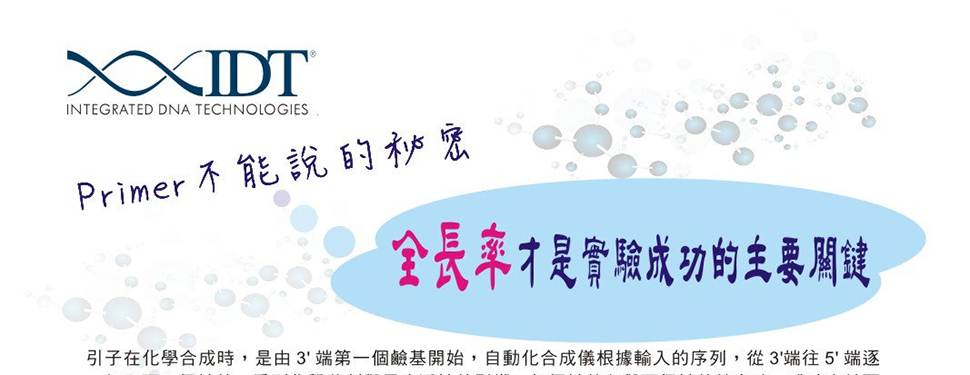 IDT®
INTEGRATED DNA TECHNOLOGIES
Primer不能說的秘密
全長率才是實驗成功的主要關鍵
引子在化學合成時，是由 3' 端第一個鹼基開始，自動化合成儀根據輸入的序列，從 3'端往 5' 端逐